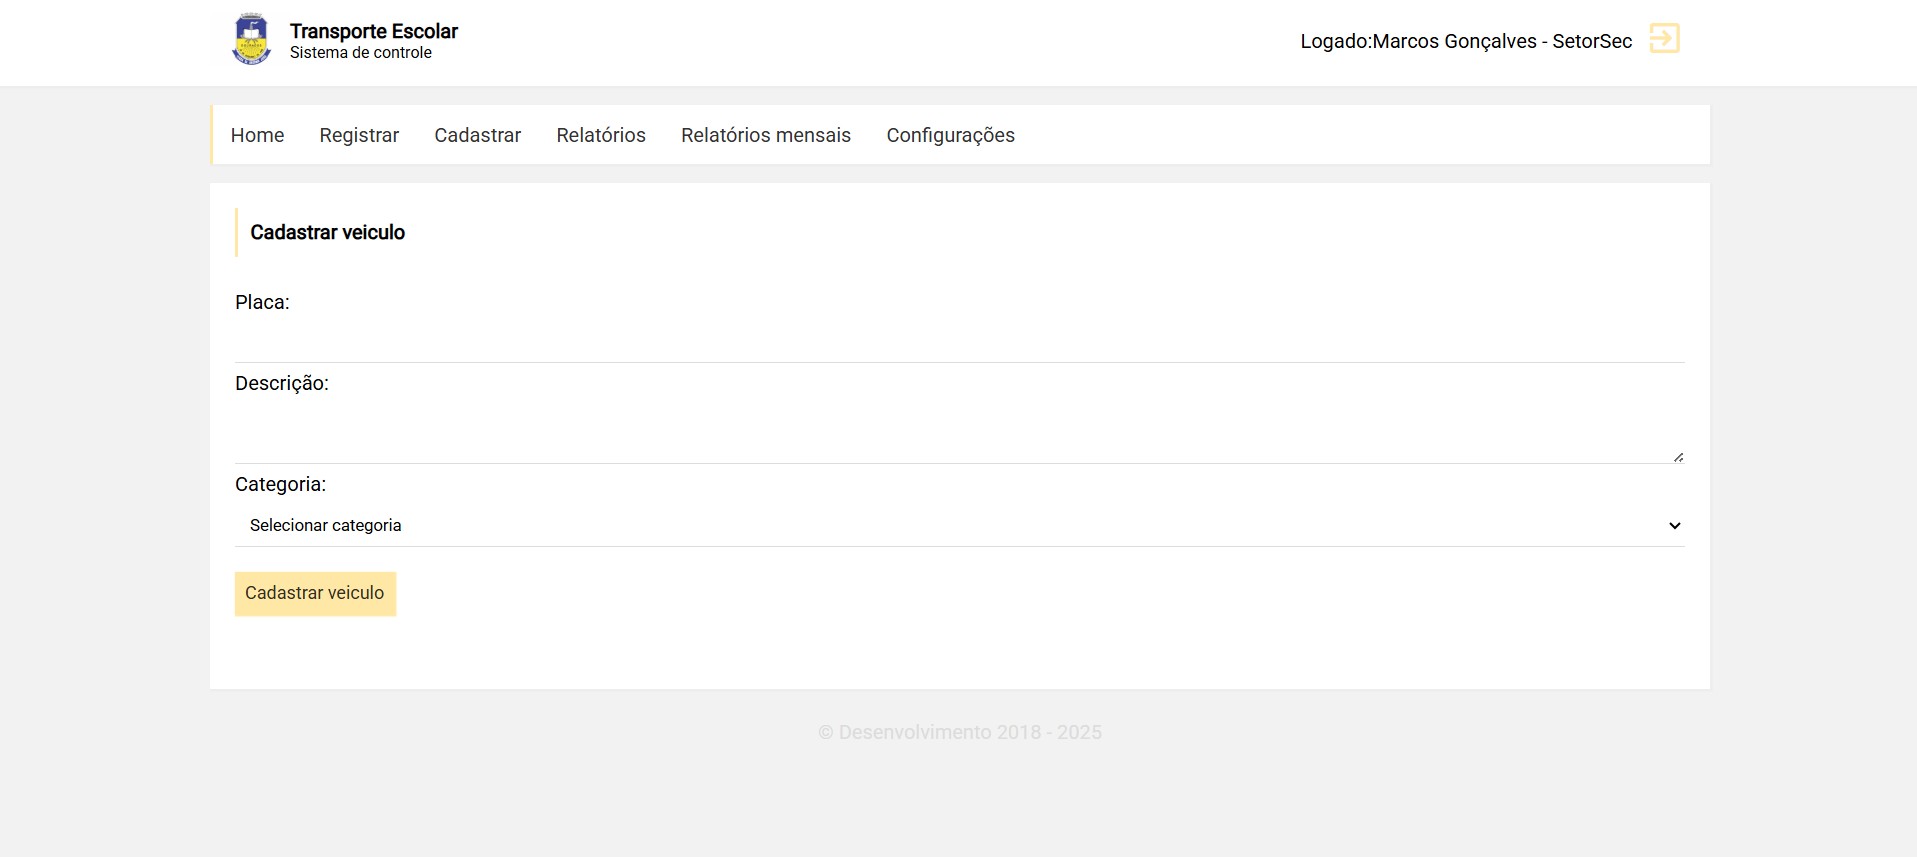 Transporte Escolar
Sistema de controle
Logado:Marcos Gonçalves - SetorSec
Home Registrar Cadastrar Relatórios Relatórios mensais Configurações
Cadastrar veiculo
Placa:
Descrição:
Categoria:
Selecionar categoria
Cadastrar veiculo
© Desenvolvimento 2018 - 2025